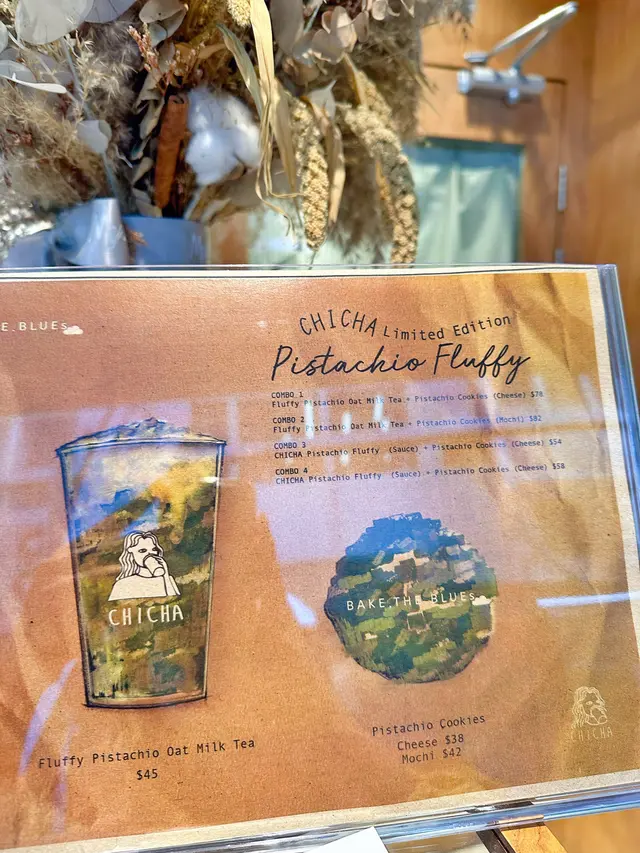 E.BLUES
CHICHA Limited Edition
Pistachio Fluffy
COMBO 1
Fluffy Pistachio Oat Milk Tea + Pistachio Cookies (Cheese) $78
COMBO 2
Fluffy Pistachio Oat Milk Tea + Pistachio Cookies (Mochi) $82
COMBO 3
CHICHA Pistachio Fluffy (Sauce) + Pistachio Cookies (Cheese) $54
COMBO 4
CHICHA Pistachio Fluffy (Sauce) + Pistachio Cookies (Cheese) $58
CHICHA
BAKE.THE BLUES
Fluffy Pistachio Oat Milk Tea
$45
Pistachio Cookies
Cheese $38
Mochi $42
CHICHA